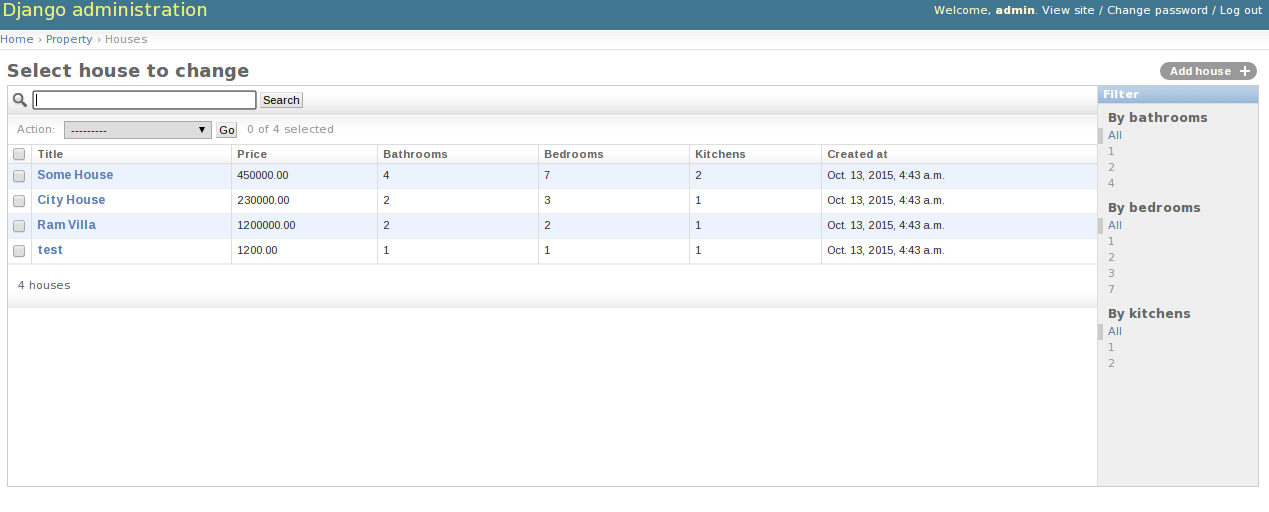 Django administration
Welcome, admin. View site / Change password / Log out
Home › Property › Houses
Select house to change
Add house +
Search
Action: --------- ▼ Go 0 of 4 selected
Title Price Bathrooms Bedrooms Kitchens Created at
Some House 450000.00 4 7 2 Oct. 13, 2015, 4:43 a.m.
City House 230000.00 2 3 1 Oct. 13, 2015, 4:43 a.m.
Ram Villa 1200000.00 2 2 1 Oct. 13, 2015, 4:43 a.m.
test 1200.00 1 1 1 Oct. 13, 2015, 4:43 a.m.
4 houses
Filter
By bathrooms
All
1
2
4
By bedrooms
All
1
2
3
7
By kitchens
All
1
2